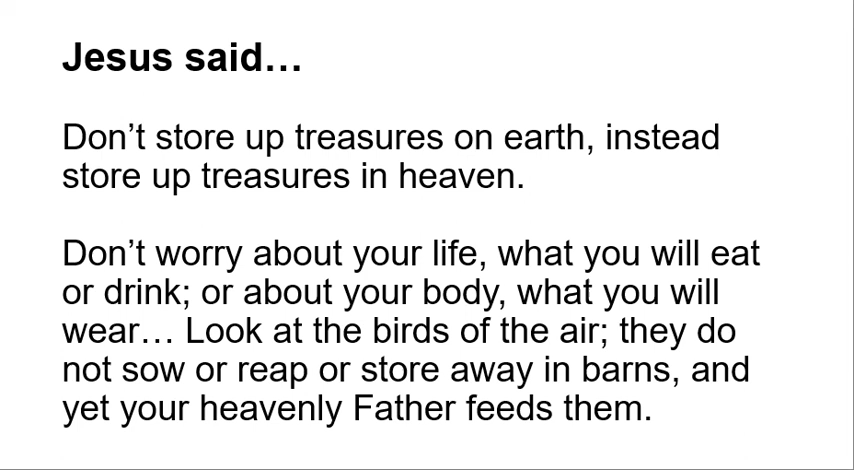 Jesus said…
Don’t store up treasures on earth, instead
store up treasures in heaven.
Don’t worry about your life, what you will eat
or drink; or about your body, what you will
wear… Look at the birds of the air; they do
not sow or reap or store away in barns, and
yet your heavenly Father feeds them.